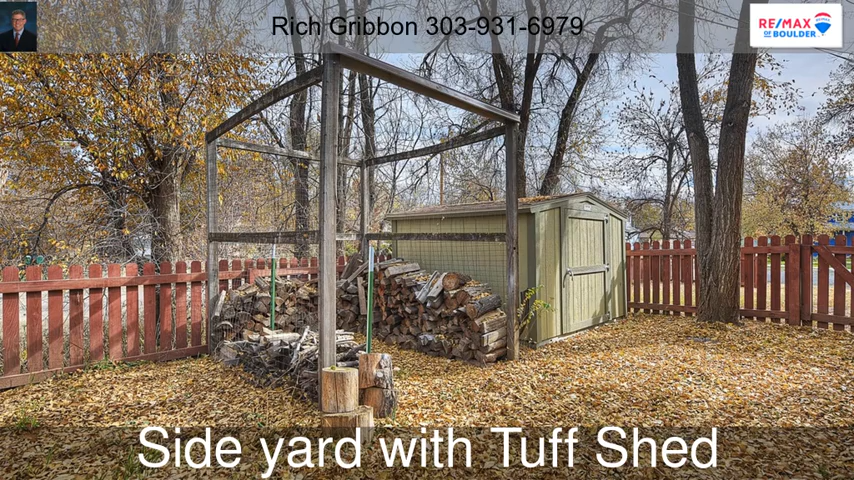 Rich Gribbon 303-931-6979
RE/MAX
OF BOULDER
Side yard with Tuff Shed